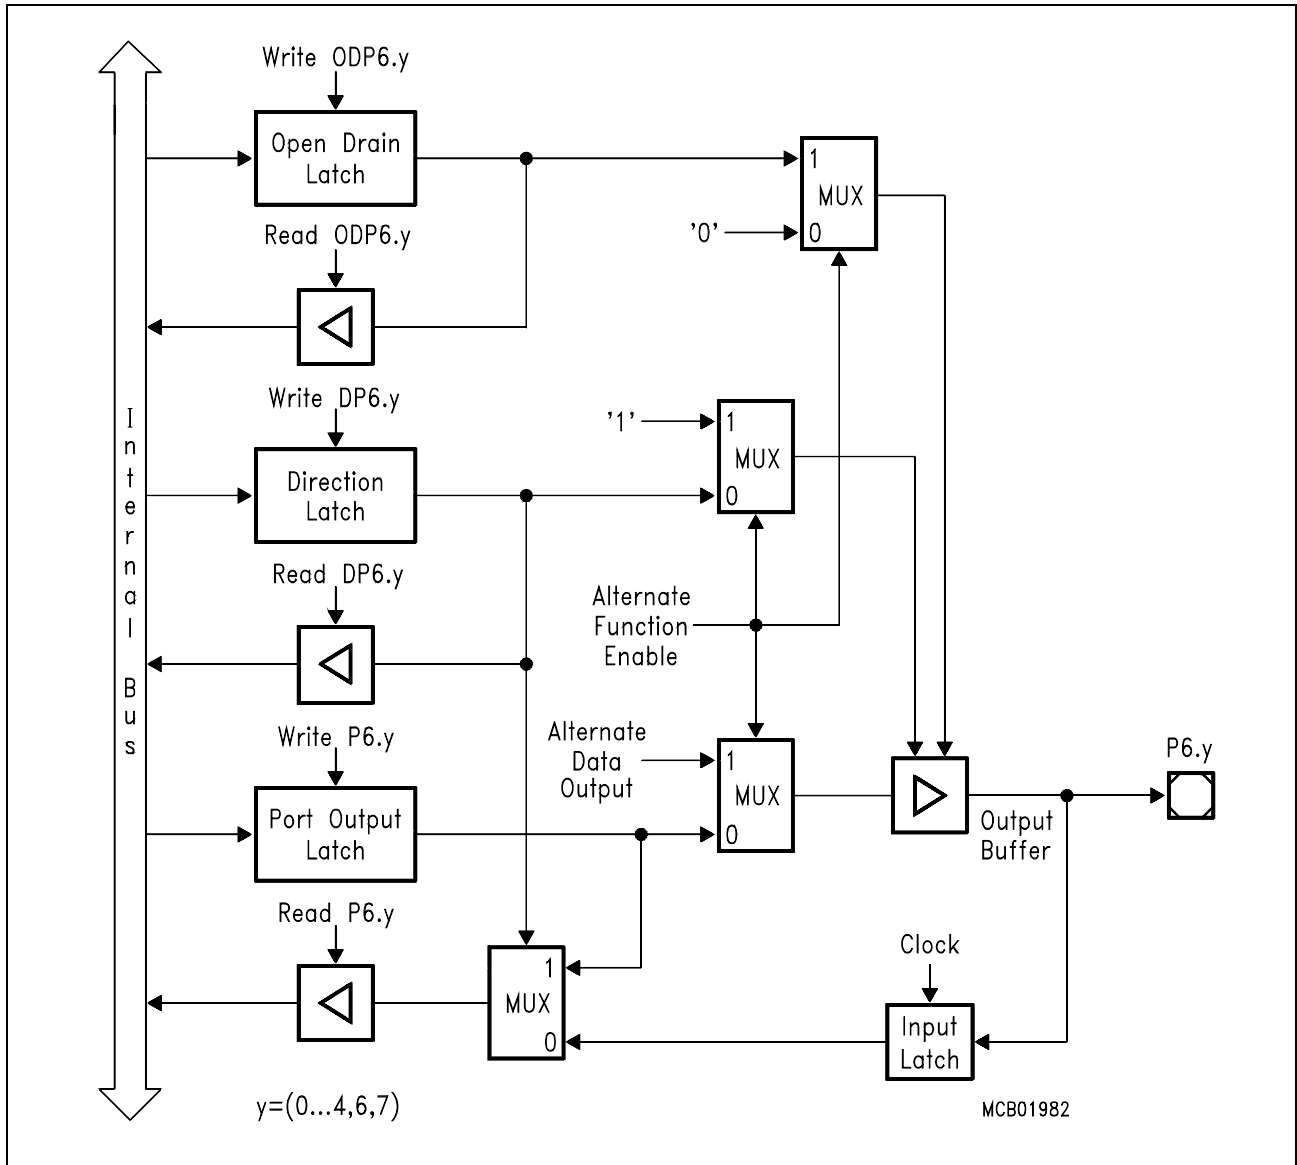 Write ODP6.y
Open Drain
Latch
1
MUX
'0'
0
Read ODP6.y
Write DP6.y
'1'
1
MUX
0
Direction
Latch
Internal Bus
Read DP6.y
Alternate
Function
Enable
Write P6.y
Alternate
Data
Output
1
MUX
0
P6.y
Port Output
Latch
Output
Buffer
Read P6.y
1
MUX
0
Clock
Input
Latch
y=(0...4,6,7)
MCB01982